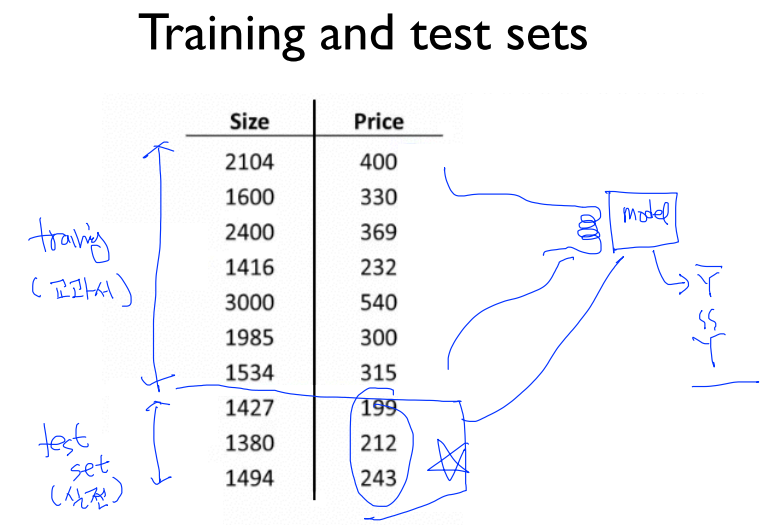 Training and test sets
Size Price
2104 400
1600 330
2400 369
1416 232
3000 540
1985 300
1534 315
1427 199
1380 212
1494 243
training
(교과서)
test
set
(실전)
model
Y
Y